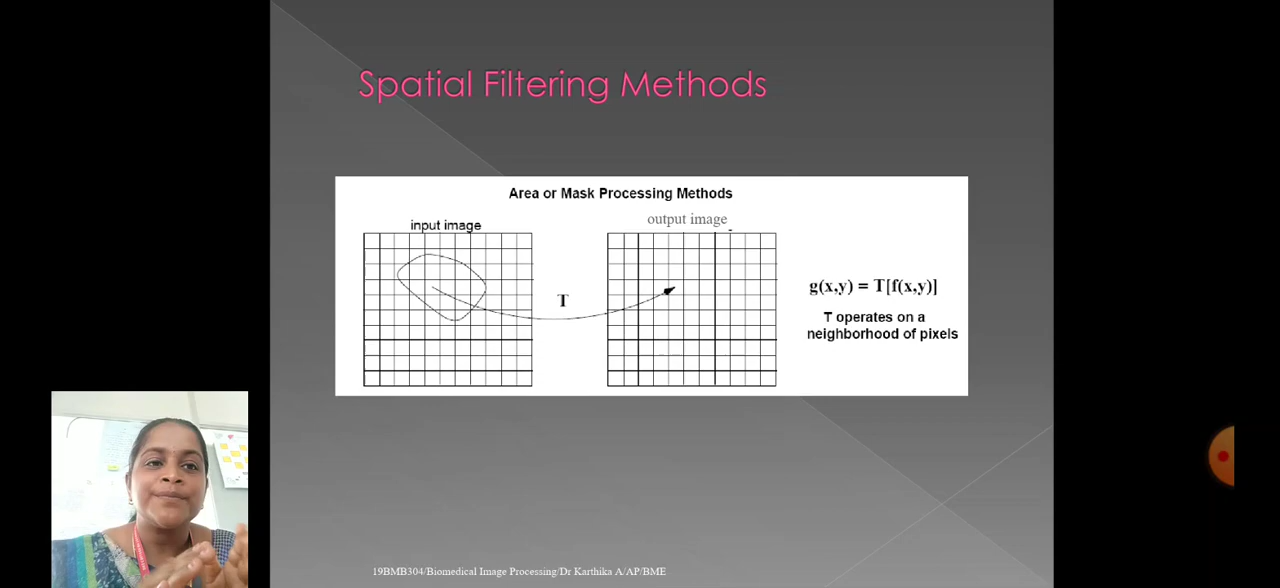 Spatial Filtering Methods
Area or Mask Processing Methods
input image
output image
T
g(x,y) = T[f(x,y)]
T operates on a
neighborhood of pixels
19BMB304/Biomedical Image Processing/Dr Karthika A/AP/BME